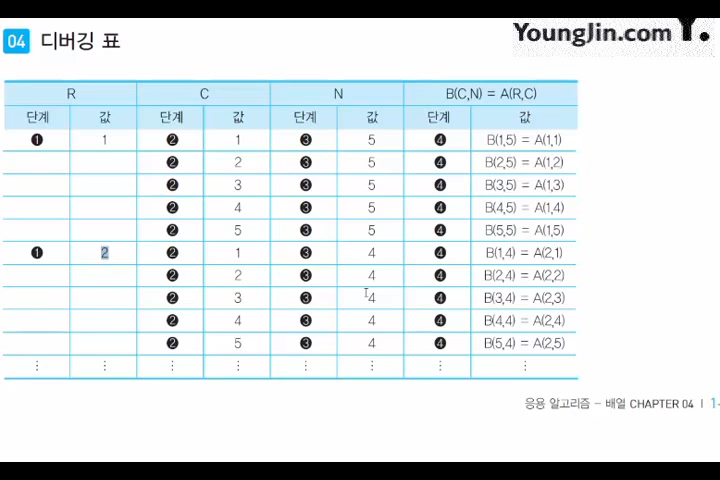 YoungJin.com Y.
04 디버깅 표
R C N B(C,N) = A(R,C)
단계 값 단계 값 단계 값 단계 값
❶ 1 ❷ 1 ❸ 5 ❹ B(1,5) = A(1,1)
❷ 2 ❸ 5 ❹ B(2,5) = A(1,2)
❷ 3 ❸ 5 ❹ B(3,5) = A(1,3)
❷ 4 ❸ 5 ❹ B(4,5) = A(1,4)
❷ 5 ❸ 5 ❹ B(5,5) = A(1,5)
❶ 2 ❷ 1 ❸ 4 ❹ B(1,4) = A(2,1)
❷ 2 ❸ 4 ❹ B(2,4) = A(2,2)
❷ 3 ❸ 4 ❹ B(3,4) = A(2,3)
❷ 4 ❸ 4 ❹ B(4,4) = A(2,4)
❷ 5 ❸ 4 ❹ B(5,4) = A(2,5)
⋮ ⋮ ⋮ ⋮ ⋮ ⋮ ⋮ ⋮
응용 알고리즘 – 배열 CHAPTER 04 | 1-